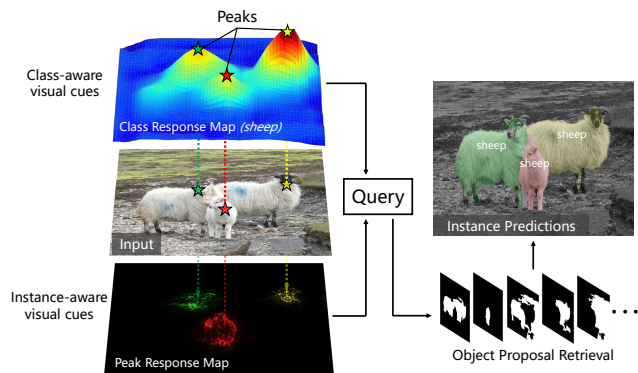 Peaks
Class-aware
visual cues
Class Response Map (sheep)
Input
Instance-aware
visual cues
Peak Response Map
Query
sheep
sheep
sheep
Instance Predictions
Object Proposal Retrieval